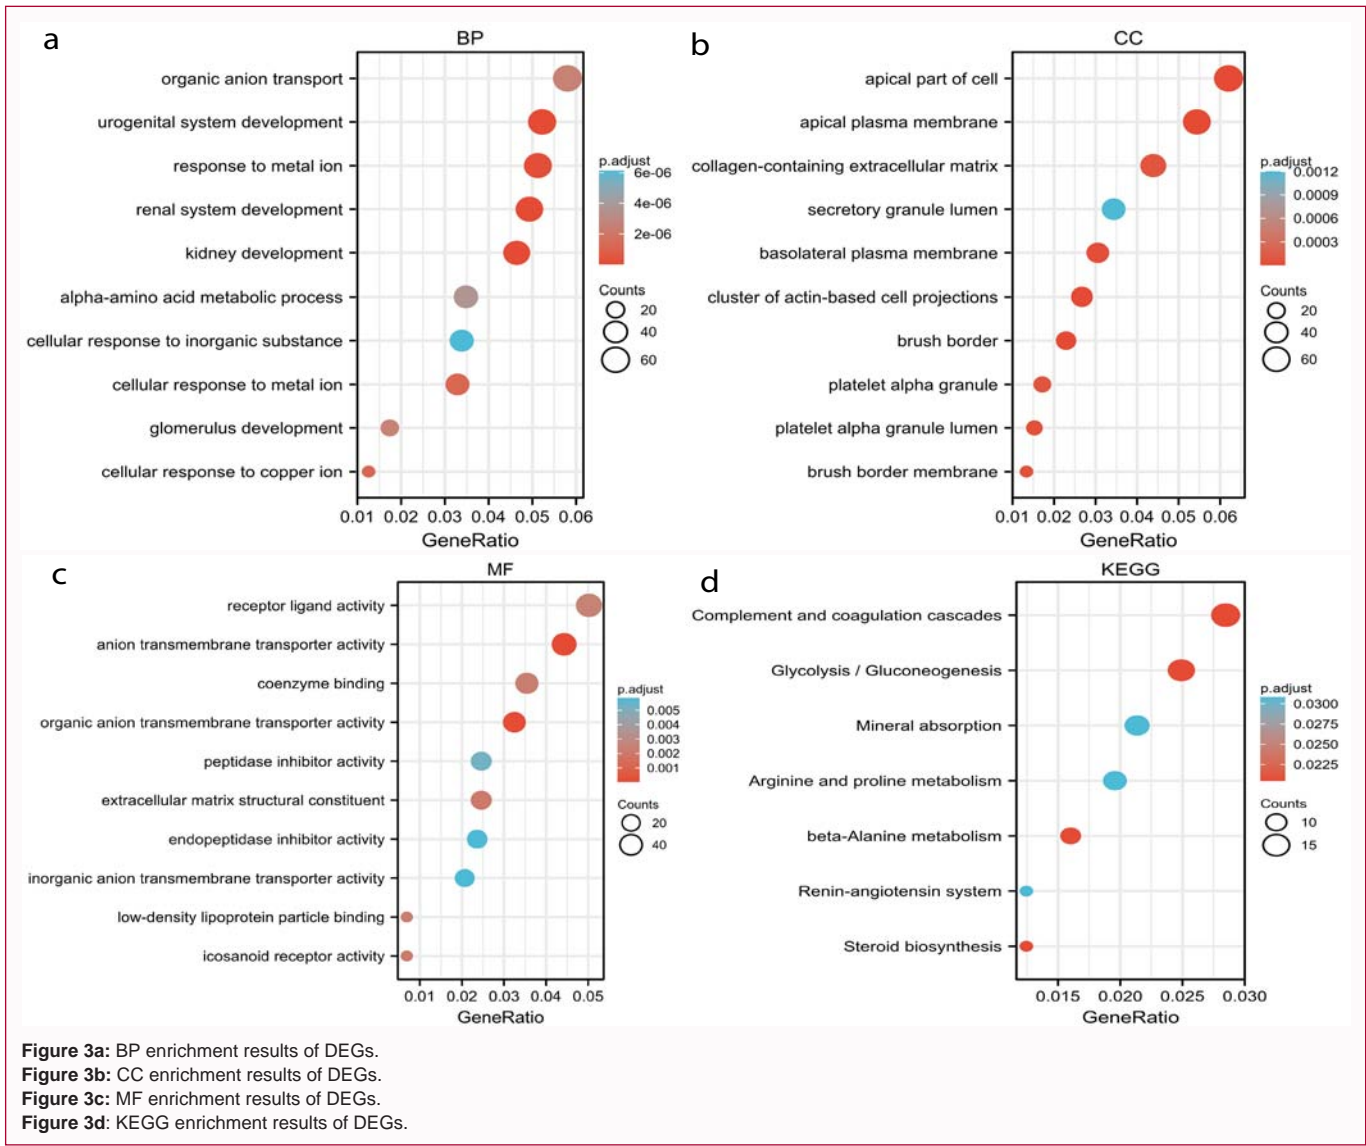 a
BP
organic anion transport
urogenital system development
response to metal ion
renal system development
kidney development
alpha-amino acid metabolic process
cellular response to inorganic substance
cellular response to metal ion
glomerulus development
cellular response to copper ion
0.01 0.02 0.03 0.04 0.05 0.06
GeneRatio
p.adjust
6e-06
4e-06
2e-06
Counts
20
40
60
b
CC
apical part of cell
apical plasma membrane
collagen-containing extracellular matrix
secretory granule lumen
basolateral plasma membrane
cluster of actin-based cell projections
brush border
platelet alpha granule
platelet alpha granule lumen
brush border membrane
0.01 0.02 0.03 0.04 0.05 0.06
GeneRatio
p.adjust
0.0012
0.0009
0.0006
0.0003
Counts
20
40
60
c
MF
receptor ligand activity
anion transmembrane transporter activity
coenzyme binding
organic anion transmembrane transporter activity
peptidase inhibitor activity
extracellular matrix structural constituent
endopeptidase inhibitor activity
inorganic anion transmembrane transporter activity
low-density lipoprotein particle binding
icosanoid receptor activity
0.01 0.02 0.03 0.04 0.05
GeneRatio
p.adjust
0.005
0.004
0.003
0.002
0.001
Counts
20
40
d
KEGG
Complement and coagulation cascades
Glycolysis / Gluconeogenesis
Mineral absorption
Arginine and proline metabolism
beta-Alanine metabolism
Renin-angiotensin system
Steroid biosynthesis
0.015 0.020 0.025 0.030
GeneRatio
p.adjust
0.0300
0.0275
0.0250
0.0225
Counts
10
15
Figure 3a: BP enrichment results of DEGs.
Figure 3b: CC enrichment results of DEGs.
Figure 3c: MF enrichment results of DEGs.
Figure 3d: KEGG enrichment results of DEGs.